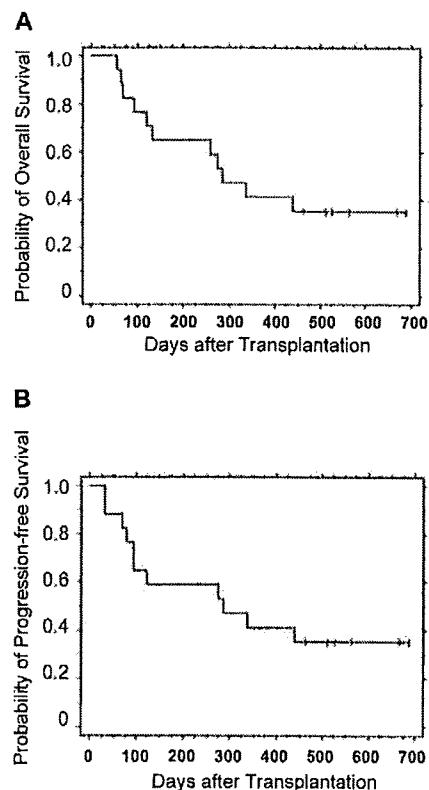 A
Probability of Overall Survival
1.0
0.8
0.6
0.4
0.2
0
0 100 200 300 400 500 600 700
Days after Transplantation
B
Probability of Progression-free Survival
1.0
0.8
0.6
0.4
0.2
0
0 100 200 300 400 500 600 700
Days after Transplantation